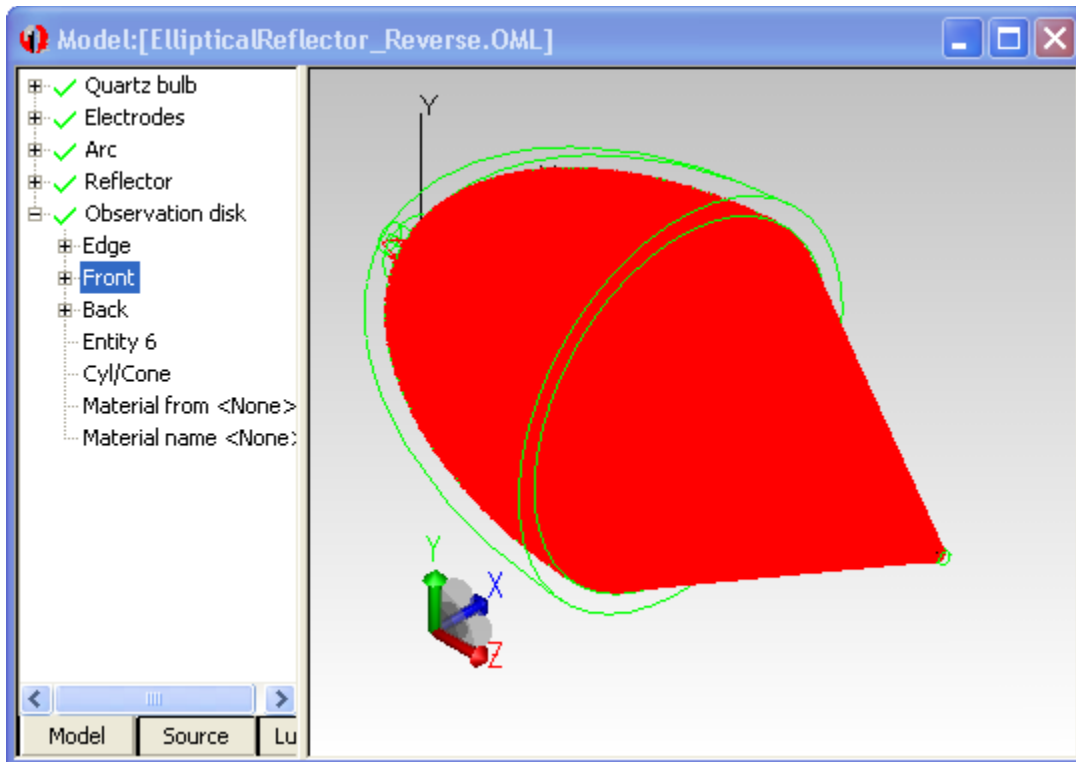 Model:[EllipticalReflector_Reverse.OML]
Quartz bulb
Electrodes
Arc
Reflector
Observation disk
Edge
Front
Back
Entity 6
Cyl/Cone
Material from <None>
Material name <None>
Model Source Lu
Y
Y
X
Z